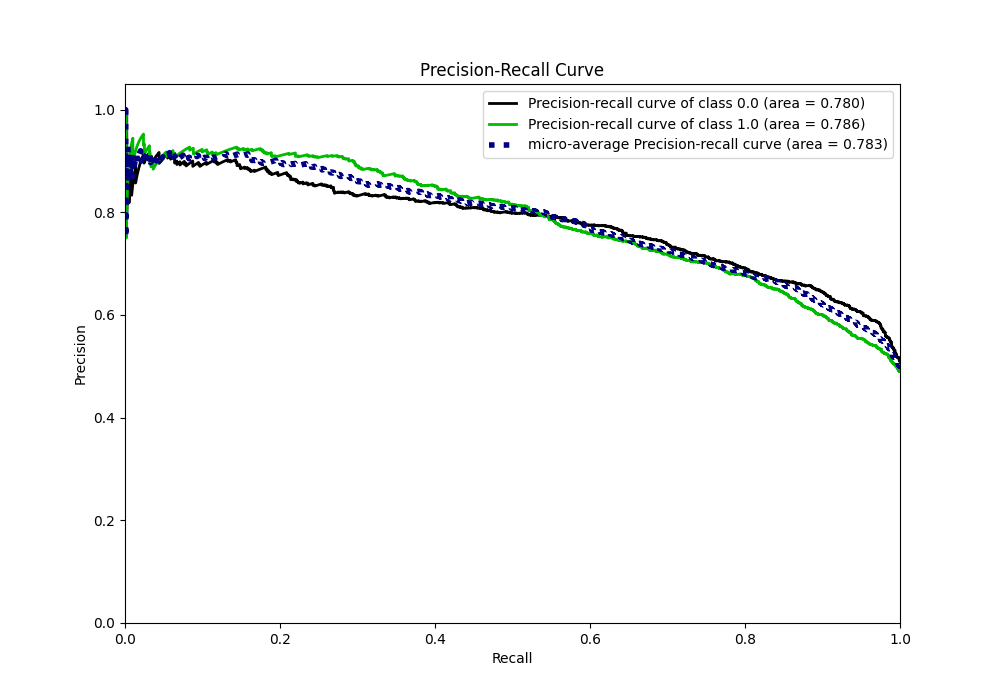 Precision-Recall Curve
Precision-recall curve of class 0.0 (area = 0.780)
Precision-recall curve of class 1.0 (area = 0.786)
micro-average Precision-recall curve (area = 0.783)
1.0
0.8
0.6
0.4
0.2
0.0
Precision
0.0 0.2 0.4 0.6 0.8 1.0
Recall